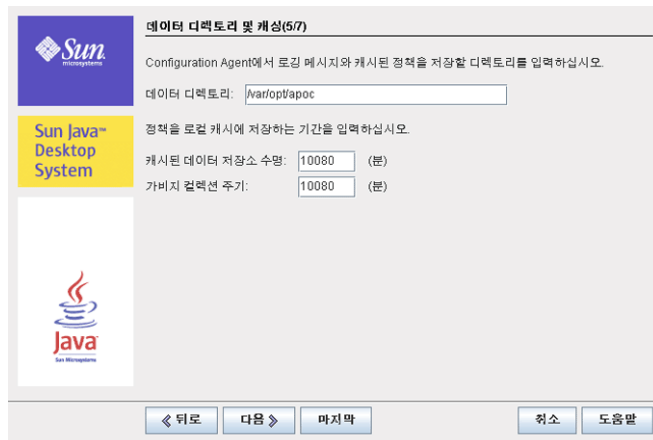 데이터 디렉토리 및 캐싱(5/7)
Sun
microsystems
Configuration Agent에서 로깅 메시지와 캐시된 정책을 저장할 디렉토리를 입력하십시오.
데이터 디렉토리: /var/opt/apoc
Sun Java™
Desktop
System
정책을 로컬 캐시에 저장하는 기간을 입력하십시오.
캐시된 데이터 저장소 수명: 10080 (분)
가비지 컬렉션 주기: 10080 (분)
Java
Sun Microsystems
뒤로 다음 마지막 취소 도움말